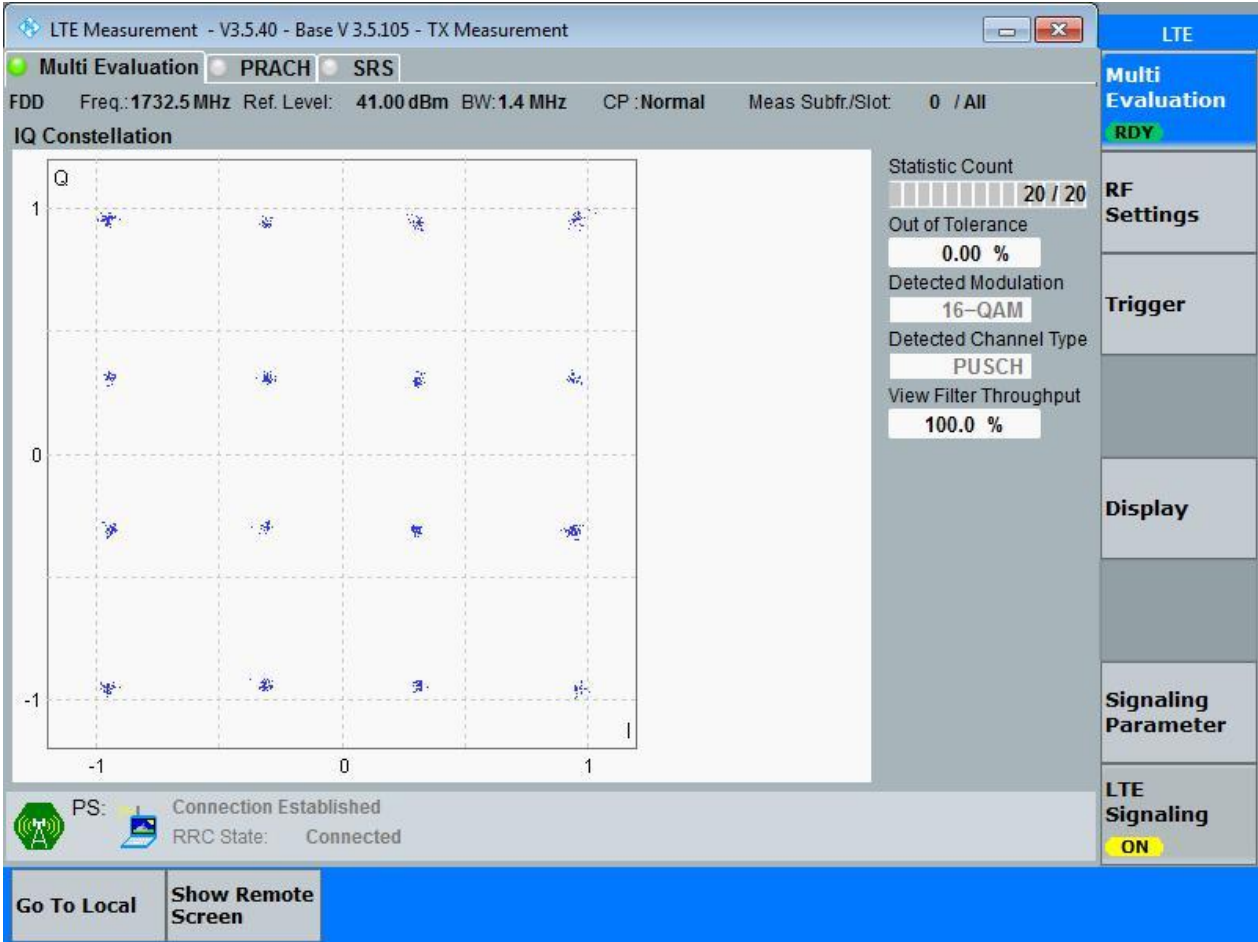 LTE Measurement - V3.5.40 - Base V 3.5.105 - TX Measurement
LTE
Multi Evaluation PRACH SRS
Multi
Evaluation
RDY
FDD Freq.: 1732.5 MHz Ref. Level: 41.00 dBm BW: 1.4 MHz CP : Normal Meas Subfr./Slot: 0 / All
IQ Constellation
Q
1
0
-1
I
-1 0 1
Statistic Count
20 / 20
Out of Tolerance
0.00 %
Detected Modulation
16-QAM
Detected Channel Type
PUSCH
View Filter Throughput
100.0 %
RF
Settings
Trigger
Display
Signaling
Parameter
LTE
Signaling
ON
PS: Connection Established
RRC State: Connected
Go To Local
Show Remote
Screen